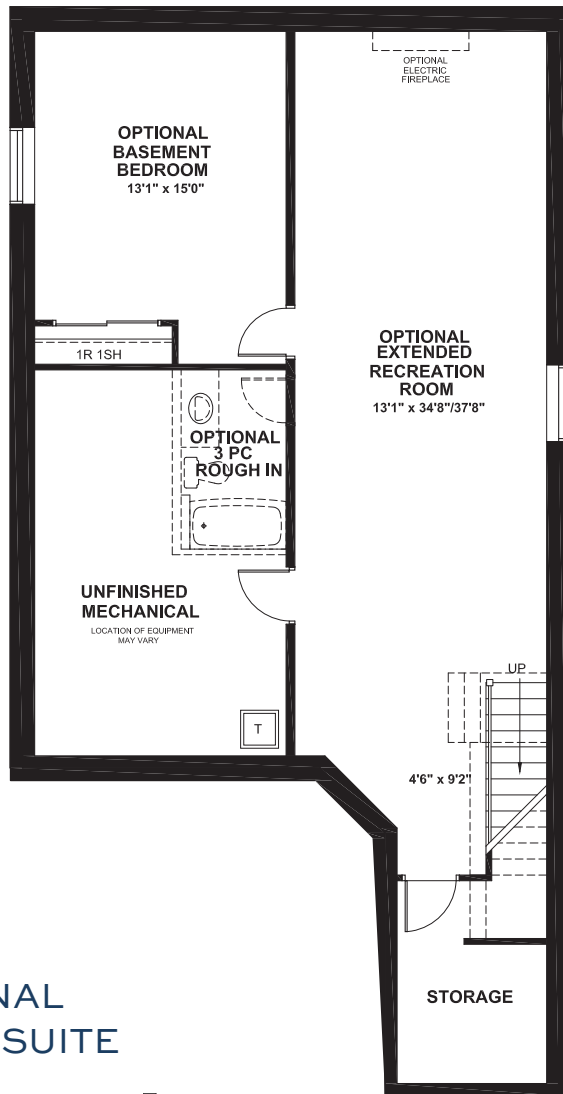 OPTIONAL
ELECTRIC
FIREPLACE
OPTIONAL
BASEMENT
BEDROOM
13'1" x 15'0"
1R 1SH
OPTIONAL
EXTENDED
RECREATION
ROOM
13'1" x 34'8"/37'8"
OPTIONAL
3 PC
ROUGH IN
UNFINISHED
MECHANICAL
LOCATION OF EQUIPMENT
MAY VARY
T
UP
4'6" x 9'2"
STORAGE
NAL
SUITE